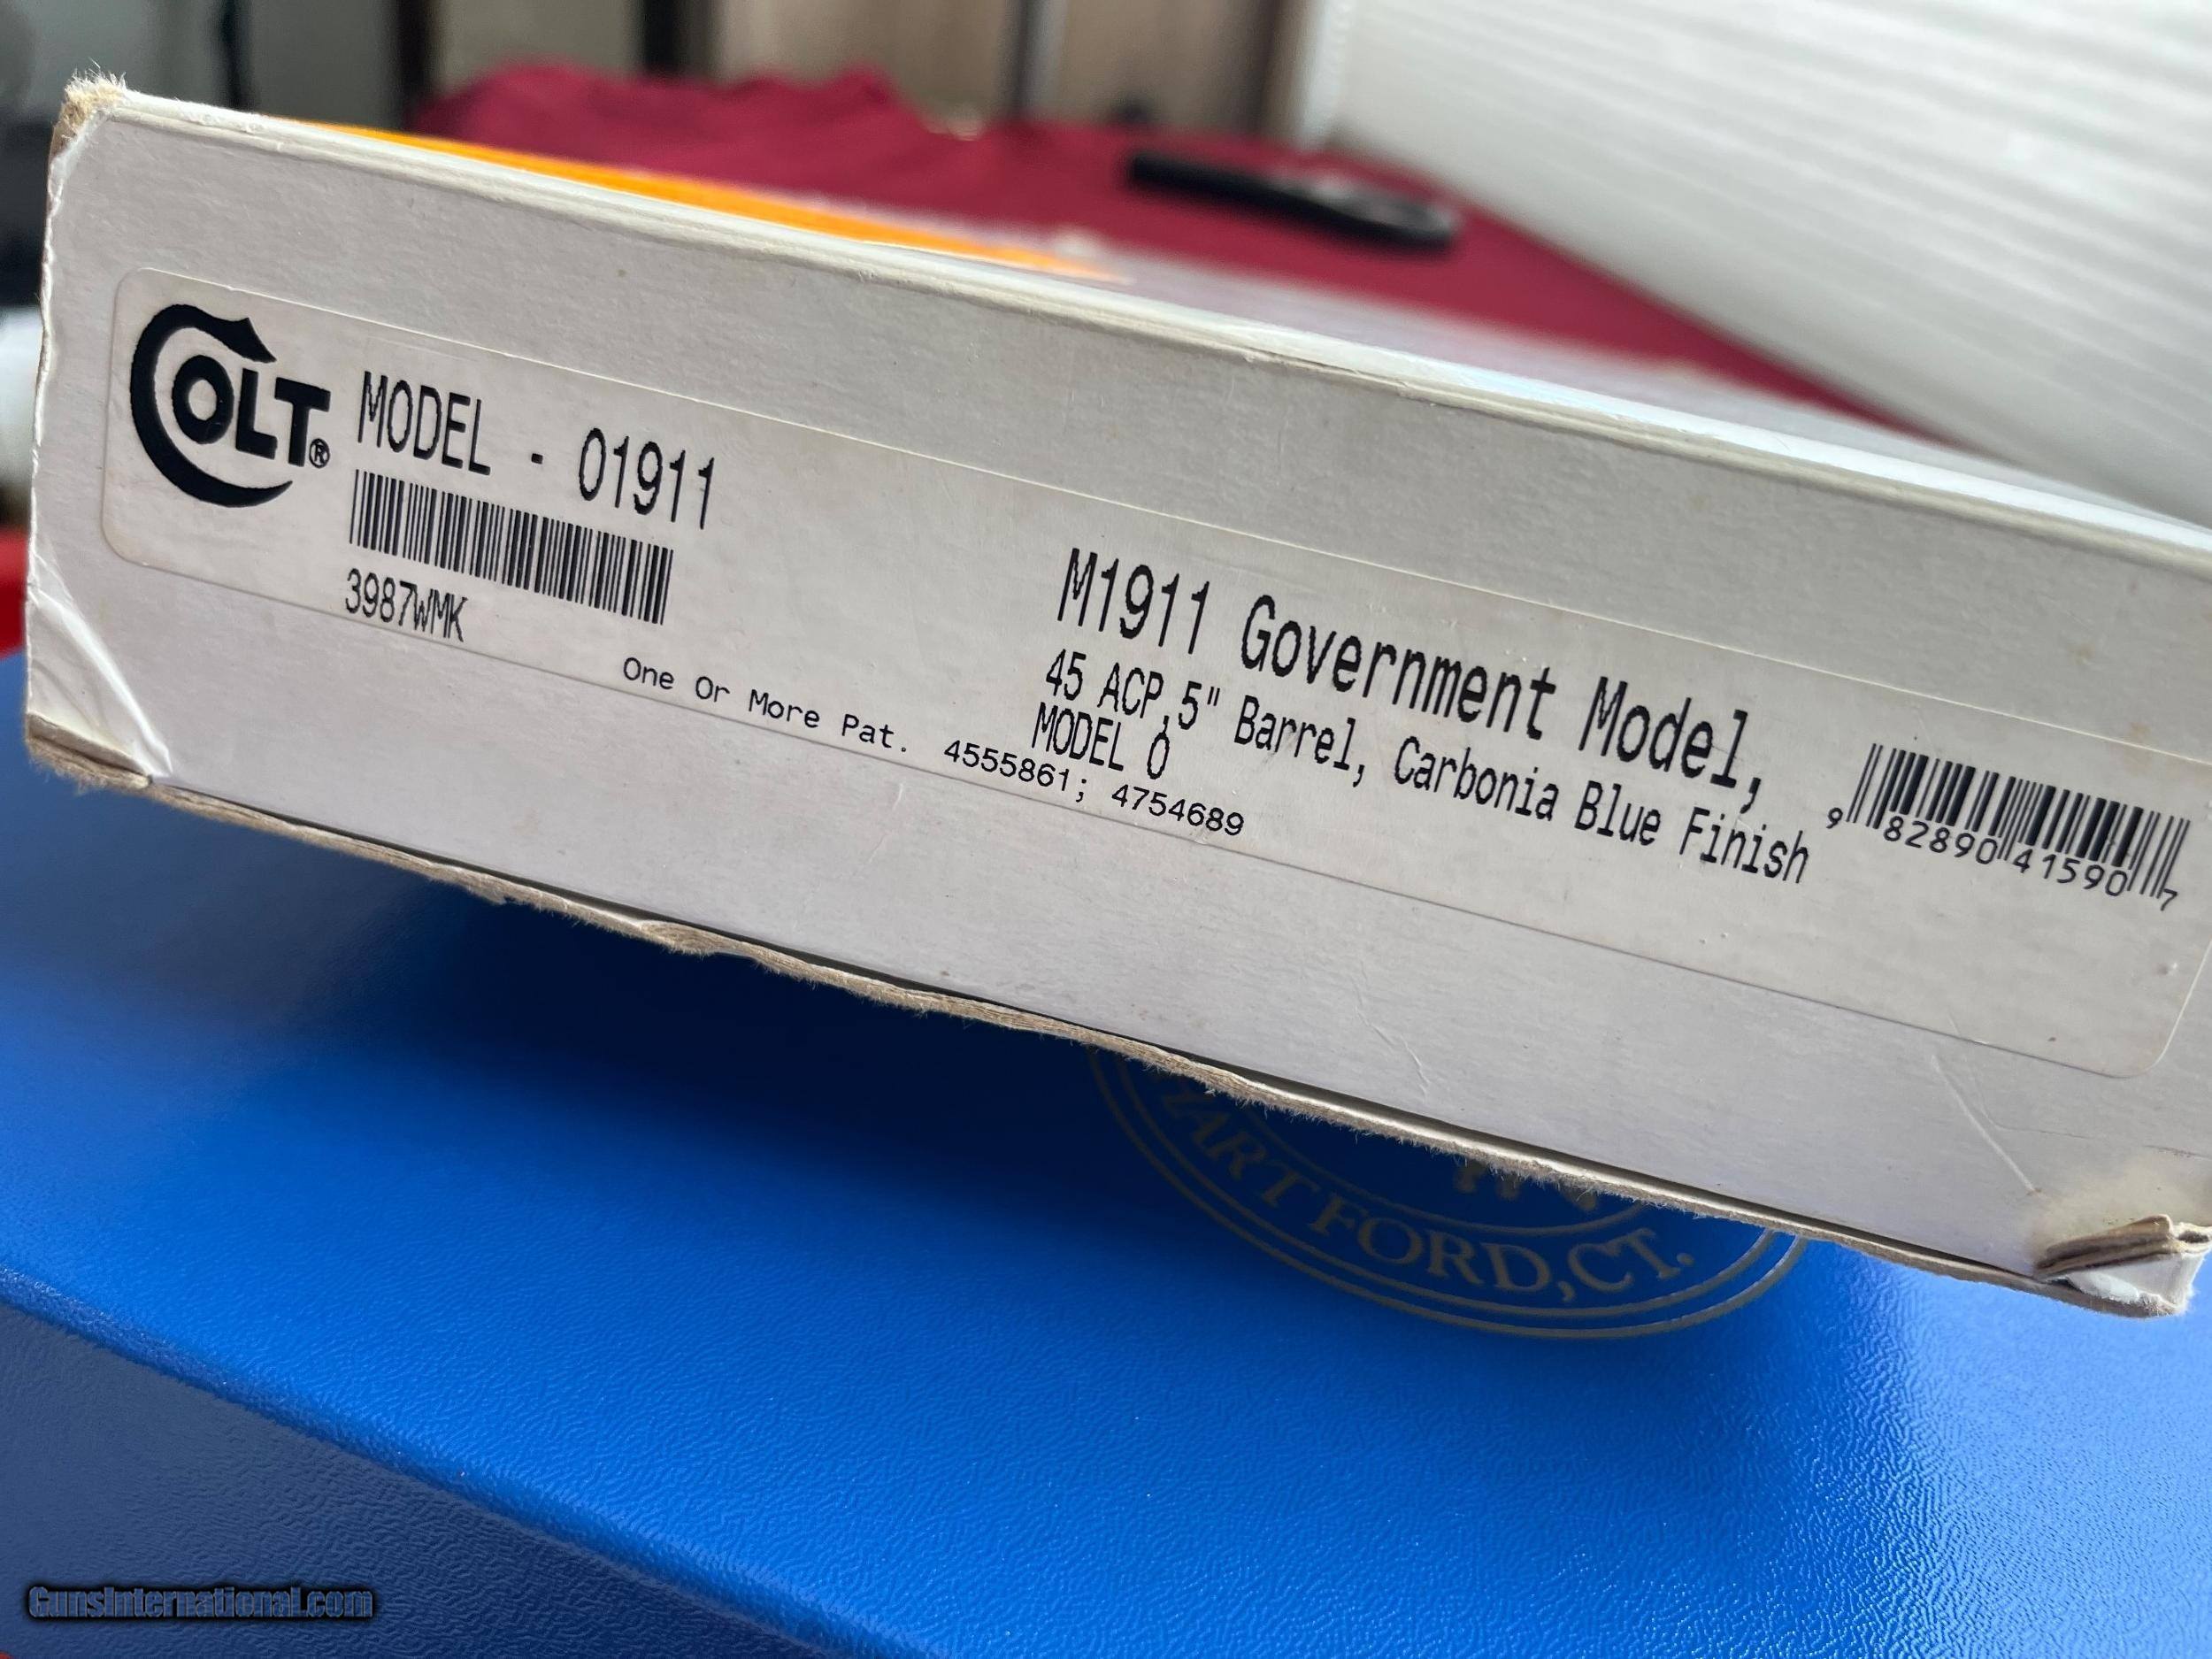 COLT®
MODEL - 01911
3987WMK
M1911 Government Model,
45 ACP,5" Barrel, Carbonia Blue Finish
MODEL O
One Or More Pat. 4555861; 4754689
9 82890 41590 7
HARTFORD, CT.
GunsInternational.com